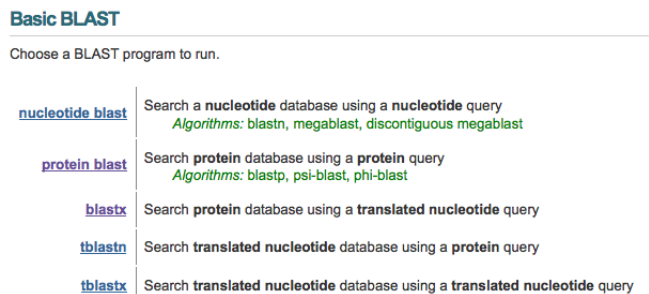 Basic BLAST
Choose a BLAST program to run.
nucleotide blast Search a nucleotide database using a nucleotide query
Algorithms: blastn, megablast, discontiguous megablast
protein blast Search protein database using a protein query
Algorithms: blastp, psi-blast, phi-blast
blastx Search protein database using a translated nucleotide query
tblastn Search translated nucleotide database using a protein query
tblastx Search translated nucleotide database using a translated nucleotide query